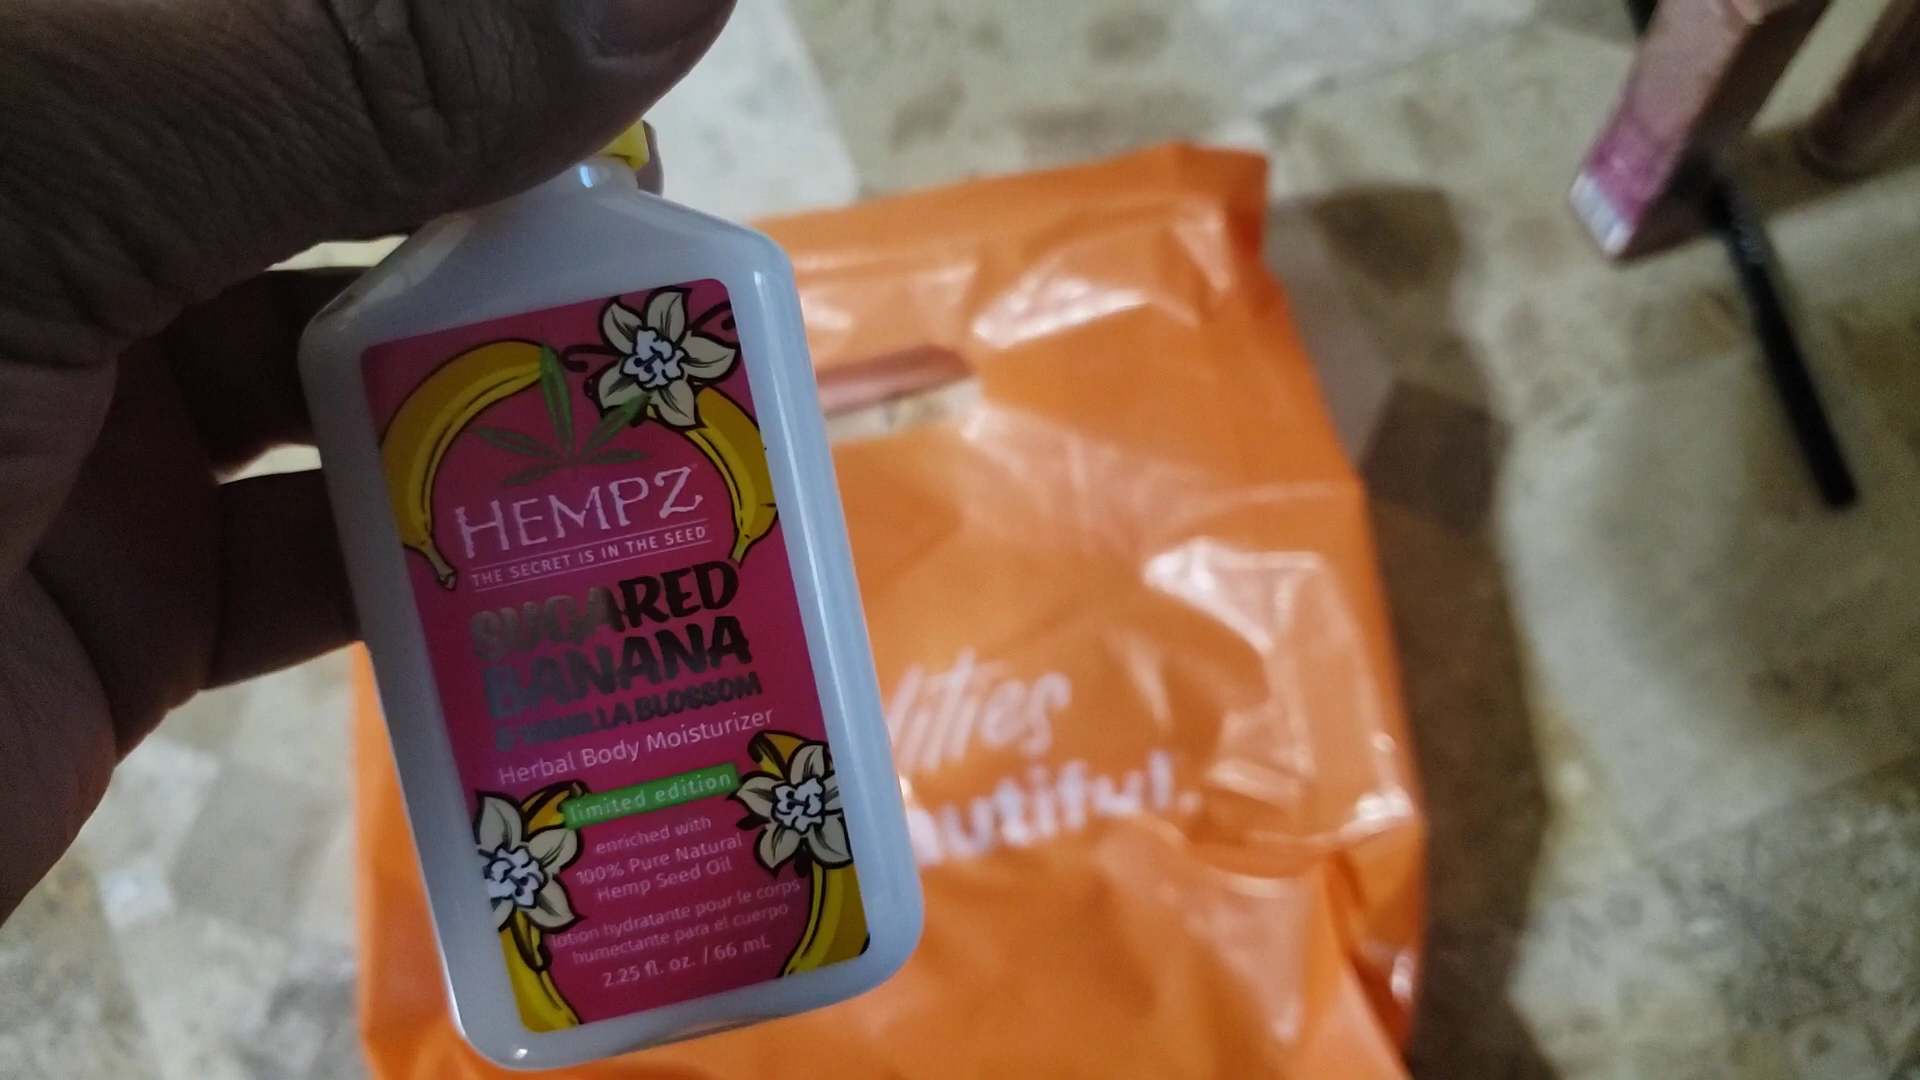 HEMPZ
THE SECRET IS IN THE SEED
SUGARED
BANANA
& VANILLA BLOSSOM
Herbal Body Moisturizer
limited edition
enriched with
100% Pure Natural
Hemp Seed Oil
lotion hydratante pour le corps
humectante para el cuerpo
2.25 fl. oz. / 66 mL